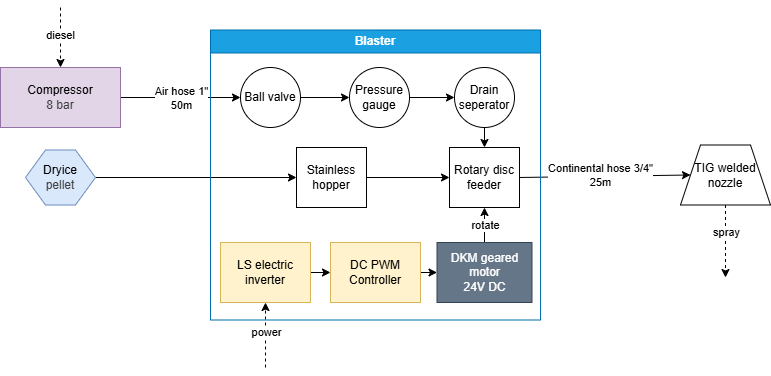 diesel
Blaster
Compressor
8 bar
Air hose 1"
50m
Ball valve
Pressure
gauge
Drain
seperator
Dryice
pellet
Stainless
hopper
Rotary disc
feeder
Continental hose 3/4"
25m
TIG welded
nozzle
rotate
spray
LS electric
inverter
DC PWM
Controller
DKM geared
motor
24V DC
power